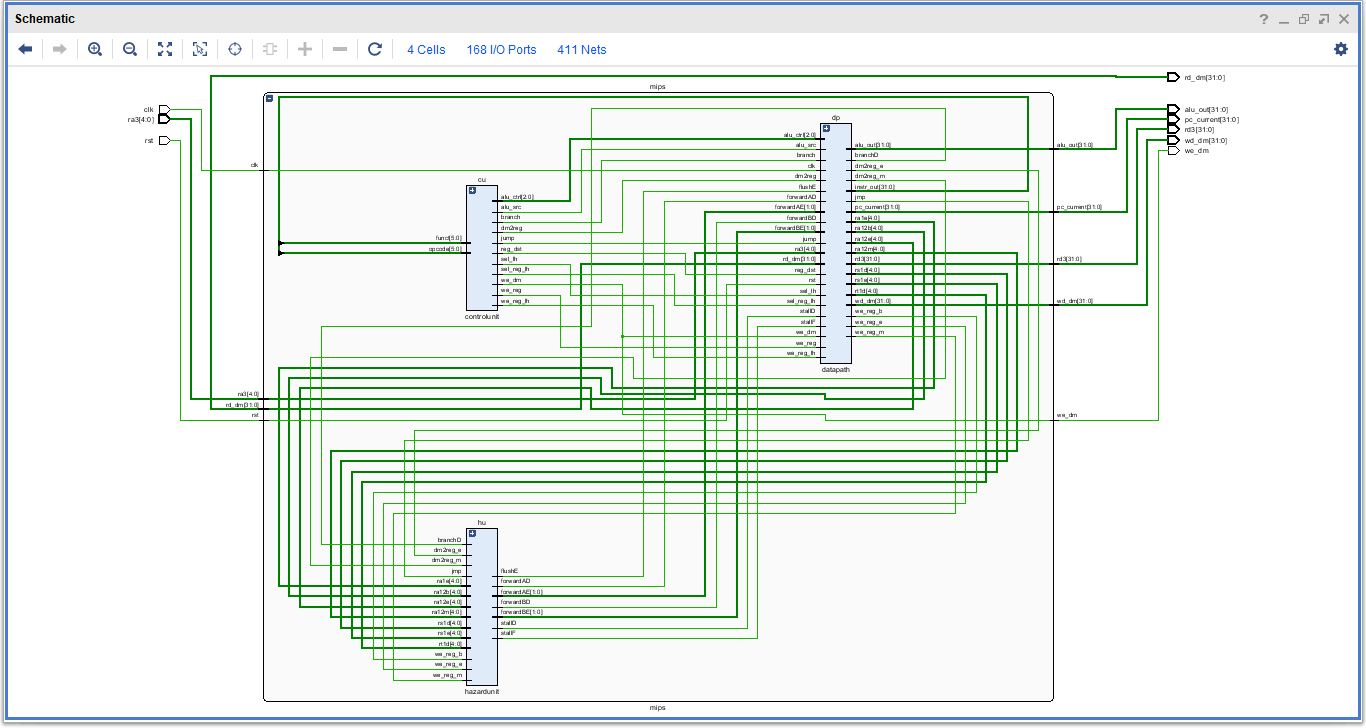 Schematic
4 Cells 168 I/O Ports 411 Nets
rd_dm[31:0]
mips
clk
ra3[4:0]
rst
alu_out[31:0]
pc_current[31:0]
rd3[31:0]
wd_dm[31:0]
we_dm
clk
ra3[4:0]
rd_dm[31:0]
rst
cu
funct[5:0]
opcode[5:0]
alu_ctrl[2:0]
alu_src
branch
dm2reg
jump
reg_dst
sel_lh
sel_reg_lh
we_dm
we_reg
we_reg_lh
controlunit
dp
alu_ctrl[2:0]
alu_src
branch
clk
dm2reg
flushE
forwardAD
forwardAE[1:0]
forwardBD
forwardBE[1:0]
jump
ra3[4:0]
rd_dm[31:0]
reg_dst
rst
sel_lh
sel_reg_lh
stallD
stallF
we_dm
we_reg
we_reg_lh
alu_out[31:0]
branchD
dm2reg_e
dm2reg_m
instr_out[31:0]
jmp
pc_current[31:0]
ra1e[4:0]
ra12b[4:0]
ra12e[4:0]
ra12m[4:0]
rd3[31:0]
rs1d[4:0]
rs1e[4:0]
rt1d[4:0]
wd_dm[31:0]
we_reg_b
we_reg_e
we_reg_m
datapath
alu_out[31:0]
pc_current[31:0]
rd3[31:0]
wd_dm[31:0]
we_dm
hu
branchD
dm2reg_e
dm2reg_m
jmp
ra1e[4:0]
ra12b[4:0]
ra12e[4:0]
ra12m[4:0]
rs1d[4:0]
rs1e[4:0]
rt1d[4:0]
we_reg_b
we_reg_e
we_reg_m
flushE
forwardAD
forwardAE[1:0]
forwardBD
forwardBE[1:0]
stallD
stallF
hazardunit
mips